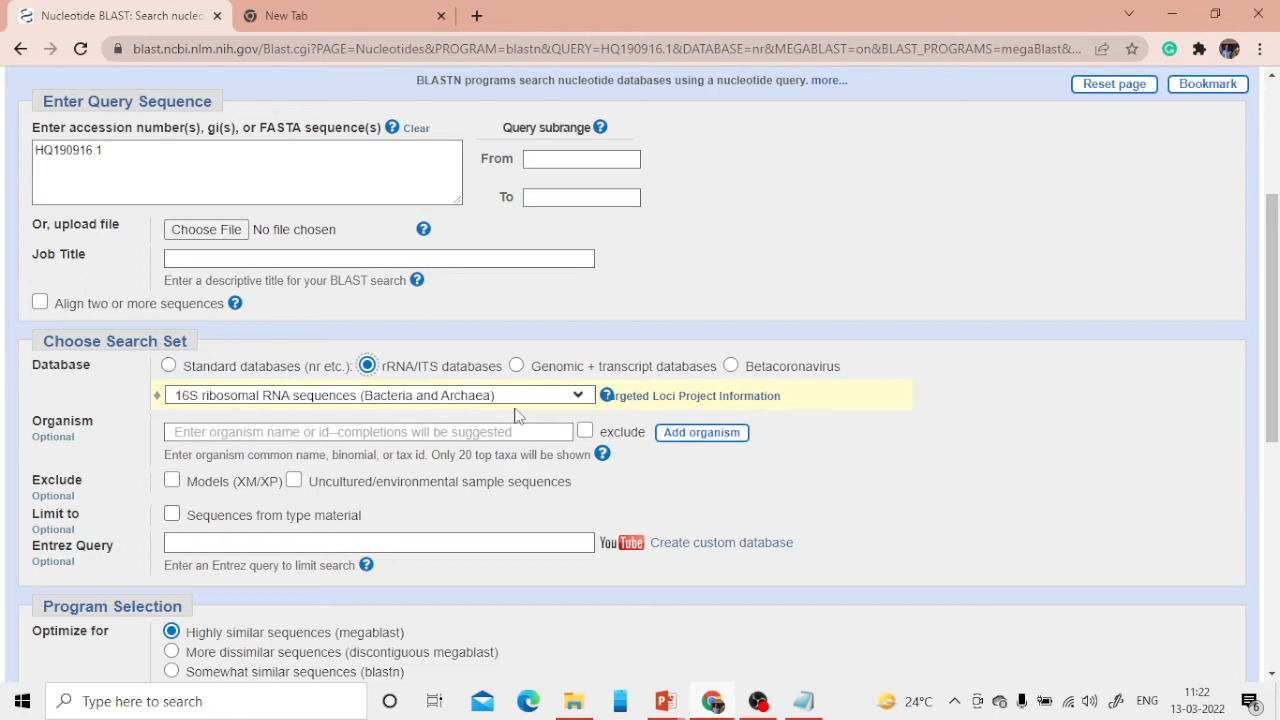 Nucleotide BLAST: Search nucleo
New Tab
blast.ncbi.nlm.nih.gov/Blast.cgi?PAGE=Nucleotides&PROGRAM=blastn&QUERY=HQ190916.1&DATABASE=nr&MEGABLAST=on&BLAST_PROGRAMS=megaBlast&...
BLASTN programs search nucleotide databases using a nucleotide query. more...
Reset page
Bookmark
Enter Query Sequence
Enter accession number(s), gi(s), or FASTA sequence(s) ? Clear
Query subrange ?
HQ190916.1
From
To
Or, upload file
Choose File No file chosen ?
Job Title
Enter a descriptive title for your BLAST search ?
Align two or more sequences ?
Choose Search Set
Database
Standard databases (nr etc.): rRNA/ITS databases Genomic + transcript databases Betacoronavirus
16S ribosomal RNA sequences (Bacteria and Archaea)
? argeted Loci Project Information
Organism
Optional
Enter organism name or id--completions will be suggested
exclude
Add organism
Enter organism common name, binomial, or tax id. Only 20 top taxa will be shown ?
Exclude
Optional
Models (XM/XP) Uncultured/environmental sample sequences
Limit to
Optional
Sequences from type material
Entrez Query
Optional
YouTube Create custom database
Enter an Entrez query to limit search ?
Program Selection
Optimize for
Highly similar sequences (megablast)
More dissimilar sequences (discontiguous megablast)
Somewhat similar sequences (blastn)
Type here to search
24°C
ENG
11:22
13-03-2022
6